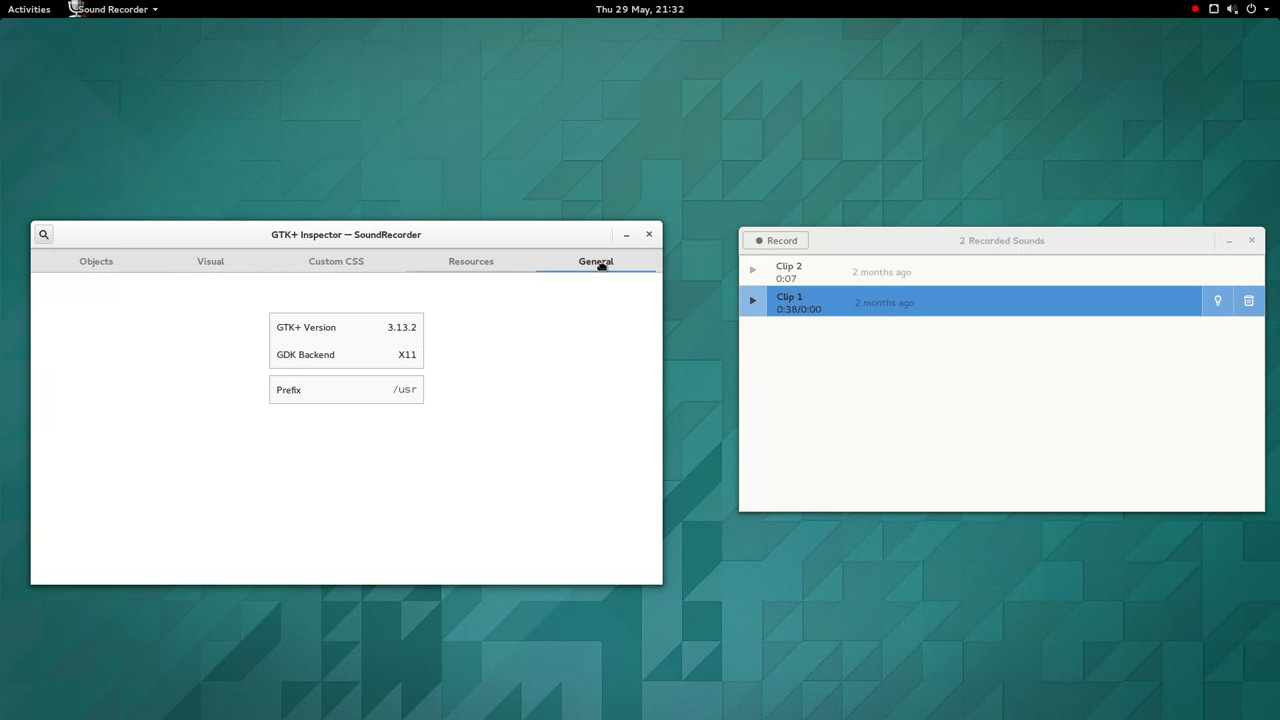 Activities Sound Recorder Thu 29 May, 21:32
GTK+ Inspector — SoundRecorder
Objects Visual Custom CSS Resources General
GTK+ Version 3.13.2
GDK Backend X11
Prefix /usr
Record 2 Recorded Sounds
Clip 2 2 months ago
0:07
Clip 1 2 months ago
0:38/0:00